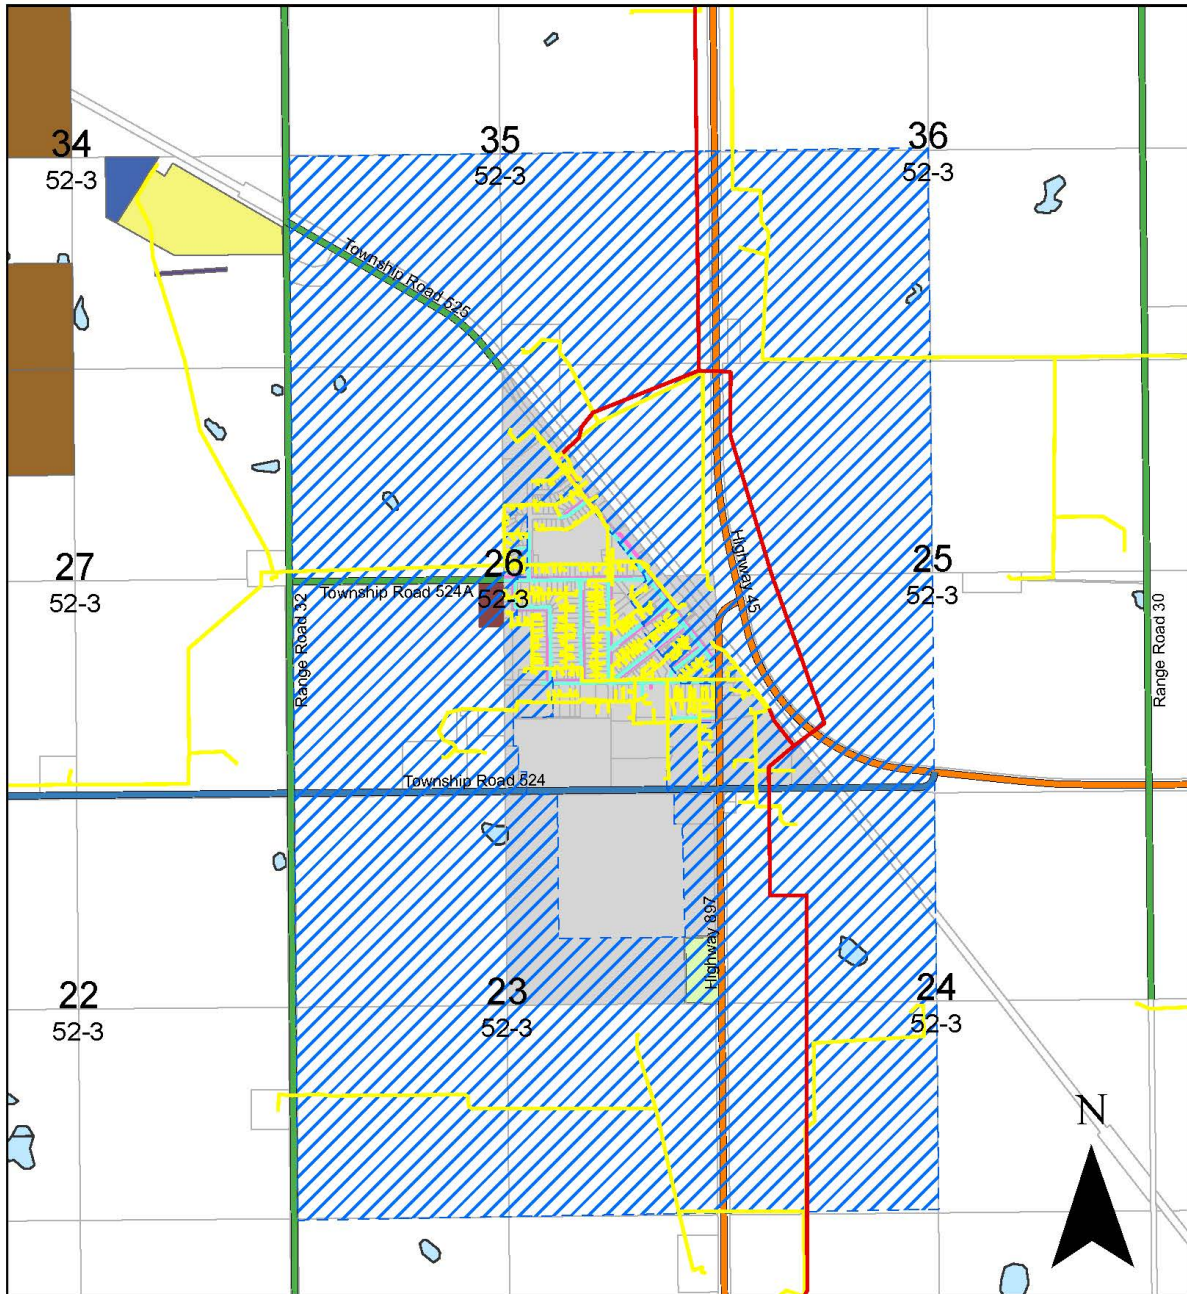 34
52-3
35
52-3
36
52-3
Township Road 525
Highway 45
27
52-3
26
52-3
25
52-3
Township Road 524A
Range Road 32
Range Road 30
Township Road 524
Highway 897
22
52-3
23
52-3
24
52-3
N